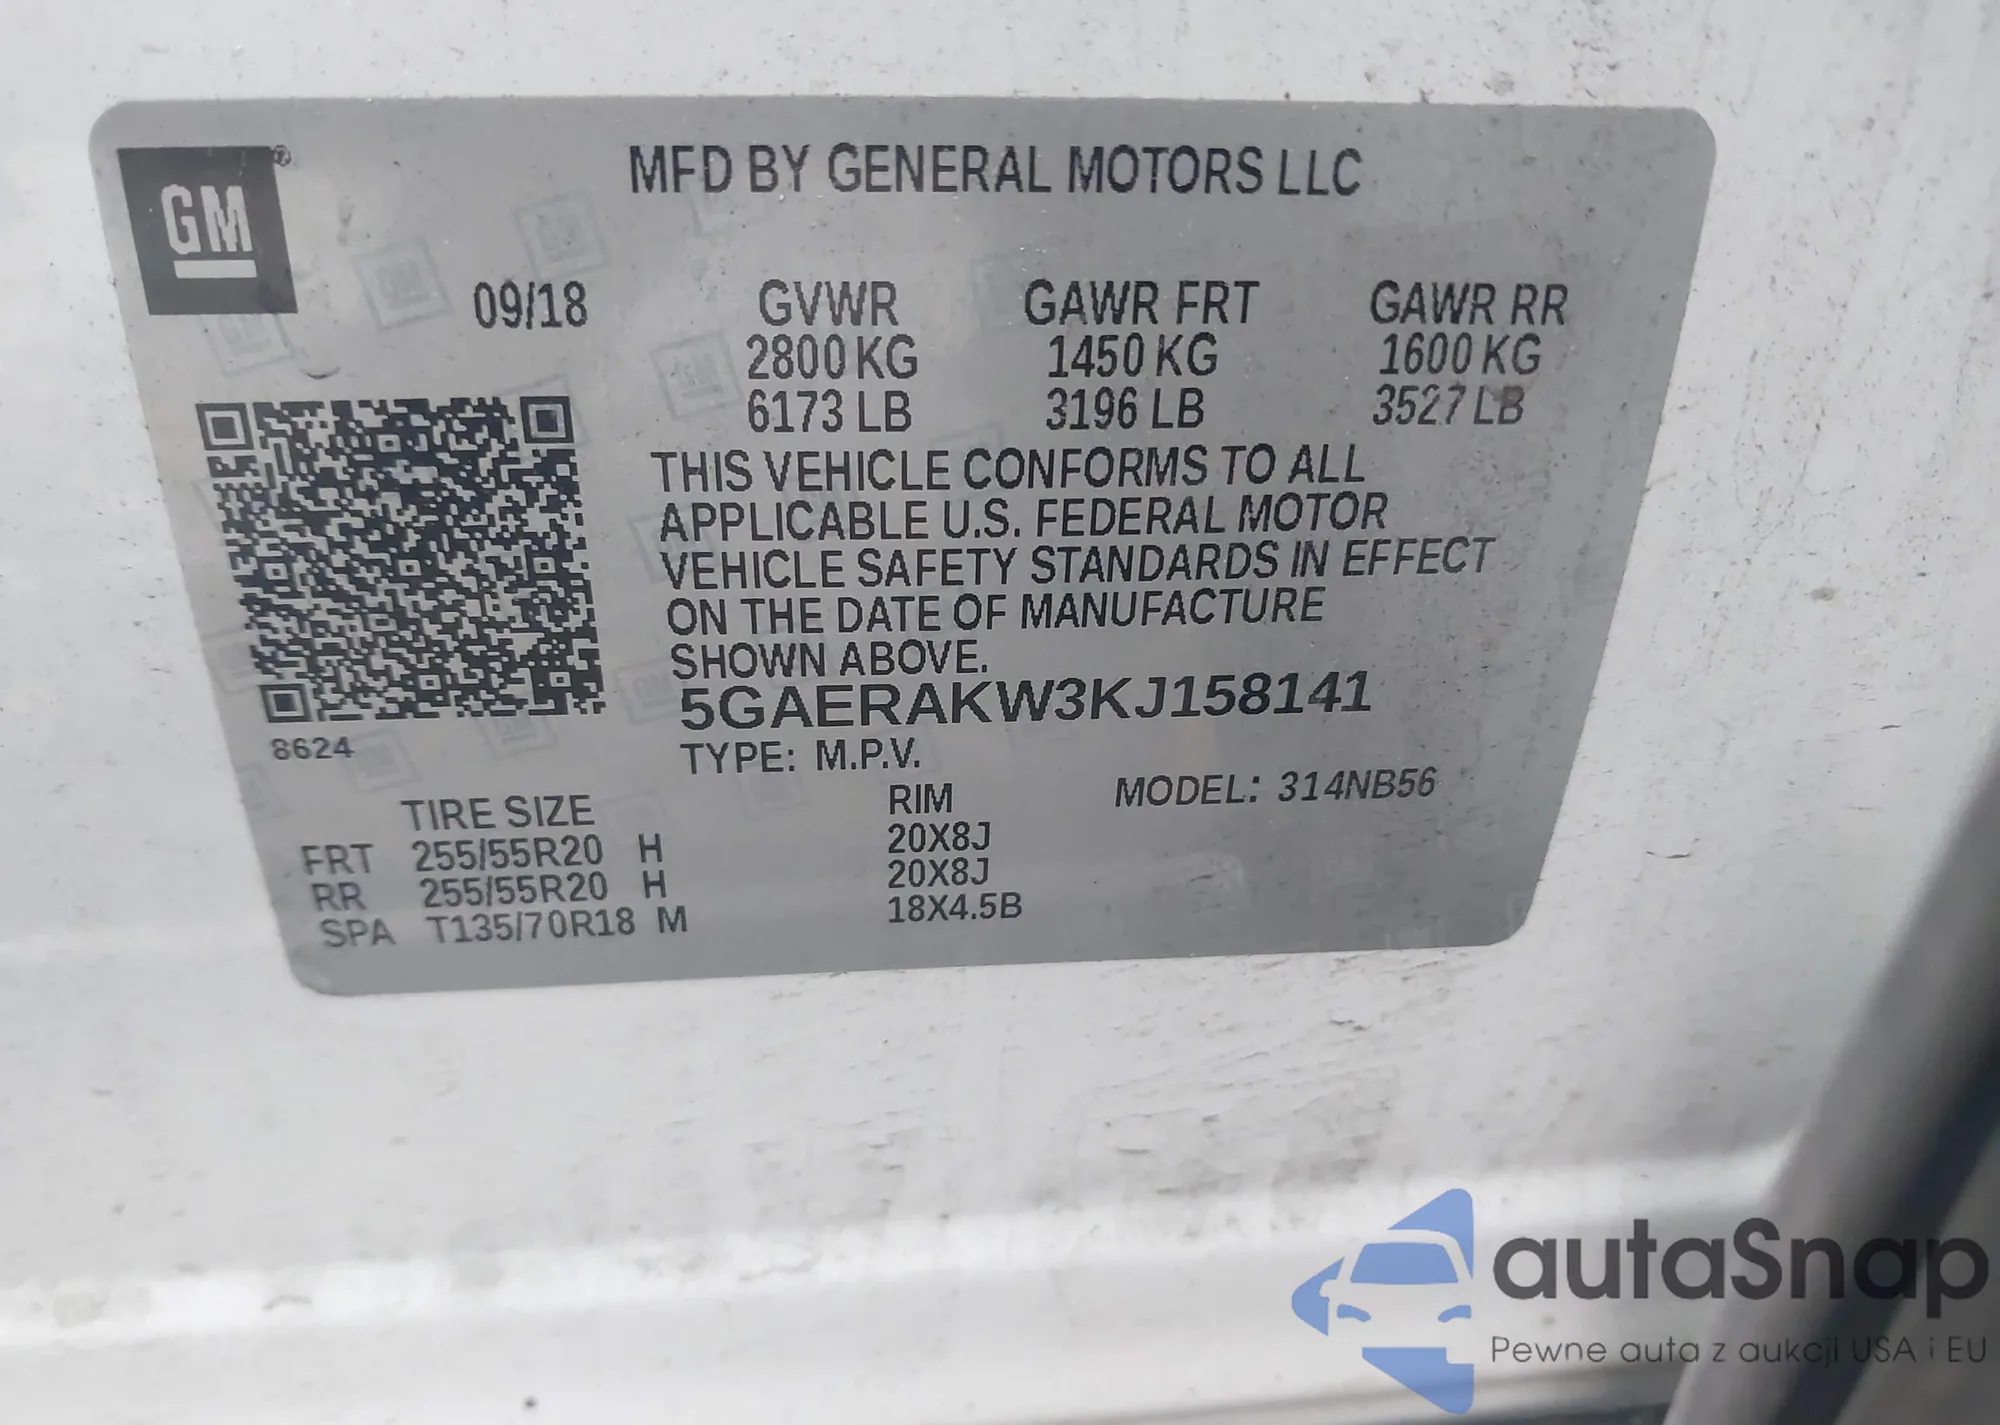 MFD BY GENERAL MOTORS LLC
GM
®
09/18 GVWR GAWR FRT GAWR RR
2800 KG 1450 KG 1600 KG
6173 LB 3196 LB 3527 LB
THIS VEHICLE CONFORMS TO ALL
APPLICABLE U.S. FEDERAL MOTOR
VEHICLE SAFETY STANDARDS IN EFFECT
ON THE DATE OF MANUFACTURE
SHOWN ABOVE.
5GAERAKW3KJ158141
8624
TYPE: M.P.V.
TIRE SIZE RIM MODEL: 314NB56
FRT 255/55R20 H 20X8J
RR 255/55R20 H 20X8J
SPA T135/70R18 M 18X4.5B
autaSnap
Pewne auta z aukcji USA i EU